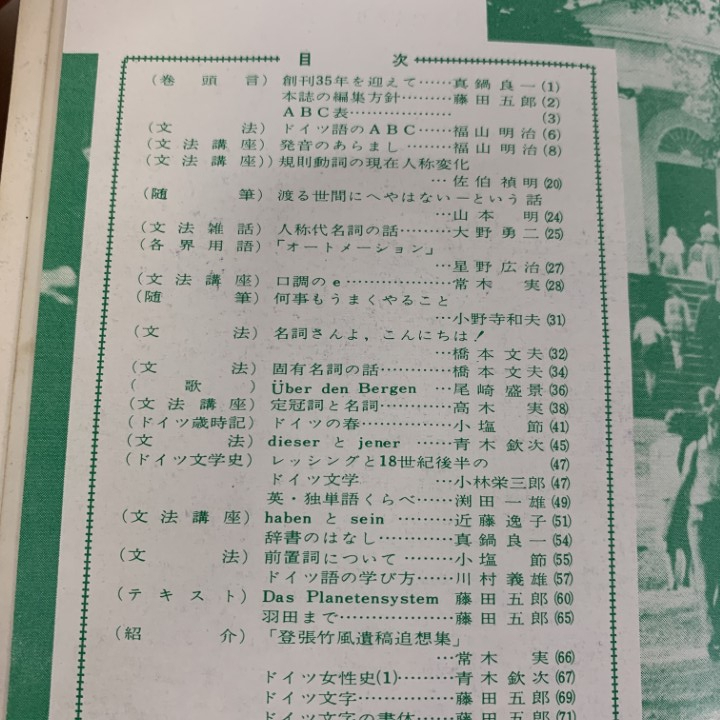 目 次
(巻頭言) 創刊35年を迎えて……真鍋良一(1)
本誌の編集方針………藤田五郎(2)
ABC表………………(3)
(文法) ドイツ語のABC……福山明治(6)
(文法講座) 発音のあらまし……福山明治(8)
(文法講座)) 規則動詞の現在人称変化
…佐伯禎明(20)
(随筆) 渡る世間にへやはない－という話
…山本 明(24)
(文法雑話) 人称代名詞の話………大野勇二(25)
(各界用語) 「オートメーション」
…星野広治(27)
(文法講座) 口調のe………………常木 実(28)
(随筆) 何事もうまくやること
…小野寺和夫(31)
(文法) 名詞さんよ，こんにちは！
…橋本文夫(32)
(文法) 固有名詞の話…………橋本文夫(34)
(歌) Über den Bergen …尾崎盛景(36)
(文法講座) 定冠詞と名詞…………高木 実(38)
(ドイツ歳時記) ドイツの春…………小塩 節(41)
(文法) dieser と jener ……青木欽次(45)
(ドイツ文学史) レッシングと18世紀後半の (47)
ドイツ文学 …小林栄三郎(47)
英・独単語くらべ……渕田一雄(49)
(文法講座) haben と sein ………近藤逸子(51)
辞書のはなし…………真鍋良一(54)
(文法) 前置詞について………小塩 節(55)
ドイツ語の学び方……川村義雄(57)
(テキスト) Das Planetensystem 藤田五郎(60)
羽田まで………………藤田五郎(65)
(紹介) 「登張竹風遺稿追想集」
…常木 実(66)
ドイツ女性史(1)………青木欽次(67)
ドイツ文字……………藤田五郎(69)
ドイツ文字の書体……藤田五郎(71)